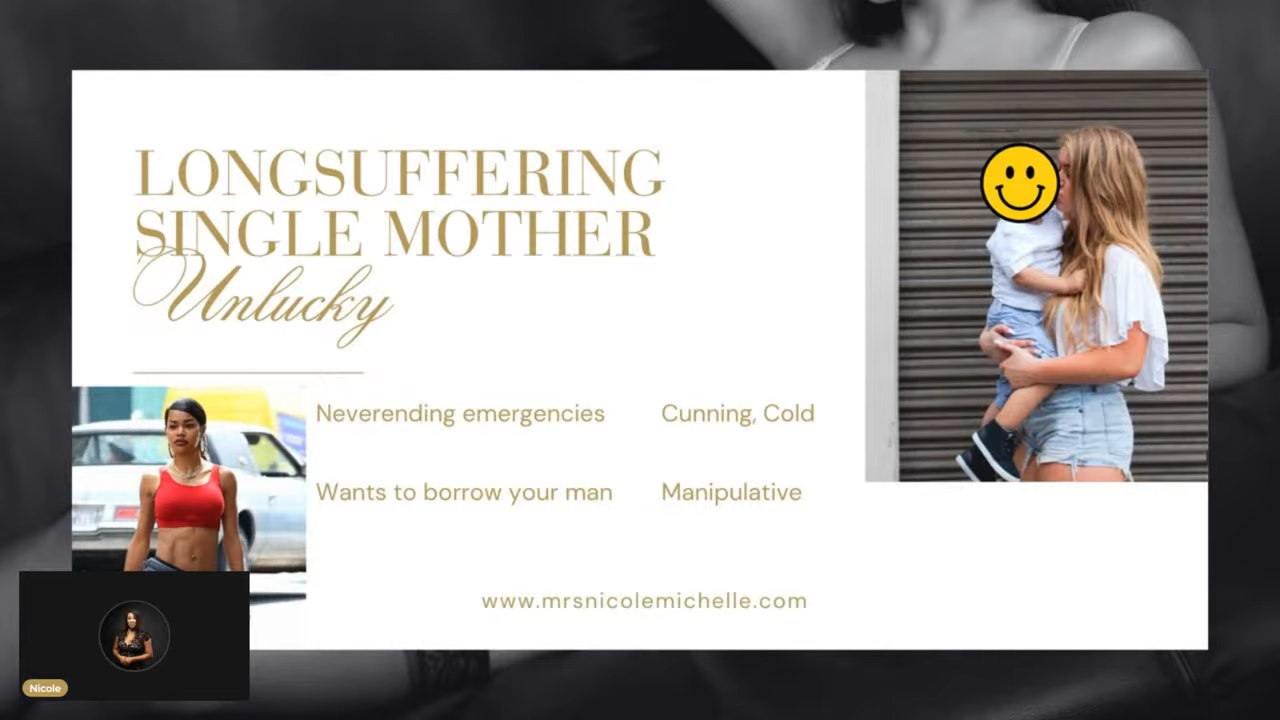 LONGSUFFERING
SINGLE MOTHER
Unlucky
Neverending emergencies
Cunning, Cold
Wants to borrow your man
Manipulative
www.mrsnicolemichelle.com
Nicole